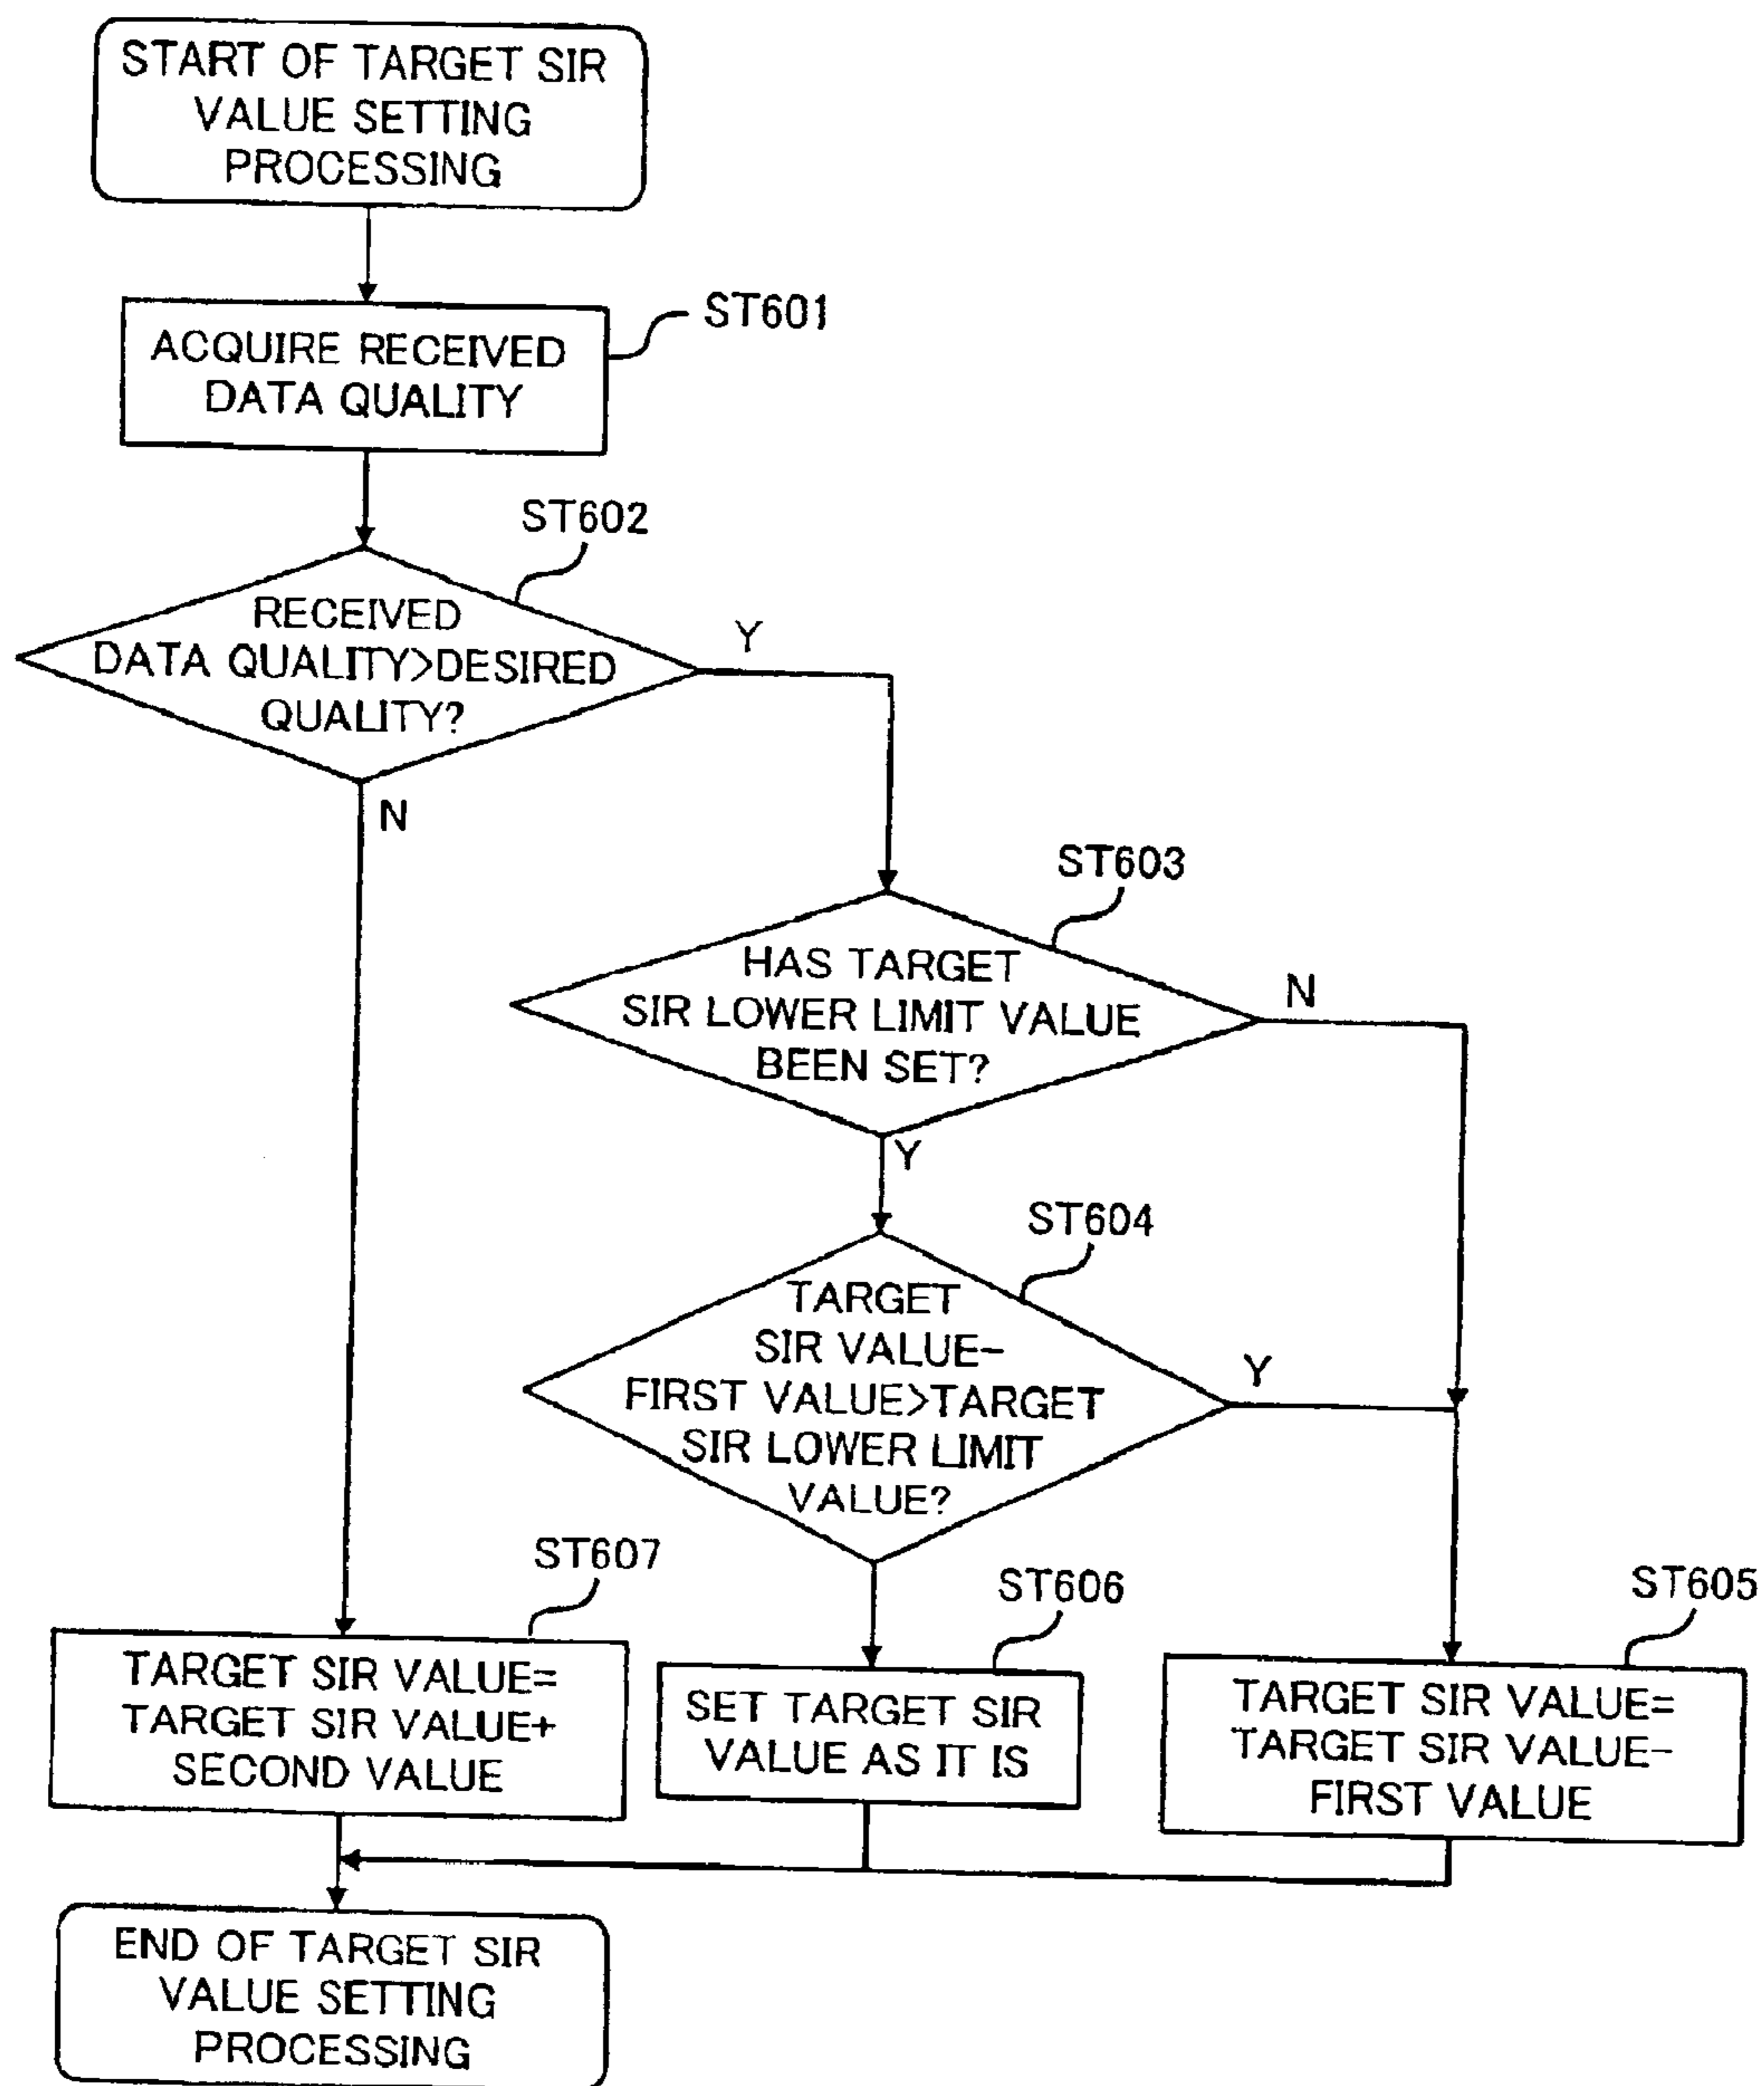 START OF TARGET SIR
VALUE SETTING
PROCESSING
ST601
ACQUIRE RECEIVED
DATA QUALITY
ST602
RECEIVED
DATA QUALITY>DESIRED
QUALITY?
Y
N
ST603
HAS TARGET
SIR LOWER LIMIT VALUE
BEEN SET?
N
Y
ST604
TARGET
SIR VALUE-
FIRST VALUE>TARGET
SIR LOWER LIMIT
VALUE?
Y
ST607
TARGET SIR VALUE=
TARGET SIR VALUE+
SECOND VALUE
ST606
SET TARGET SIR
VALUE AS IT IS
ST605
TARGET SIR VALUE=
TARGET SIR VALUE-
FIRST VALUE
END OF TARGET SIR
VALUE SETTING
PROCESSING